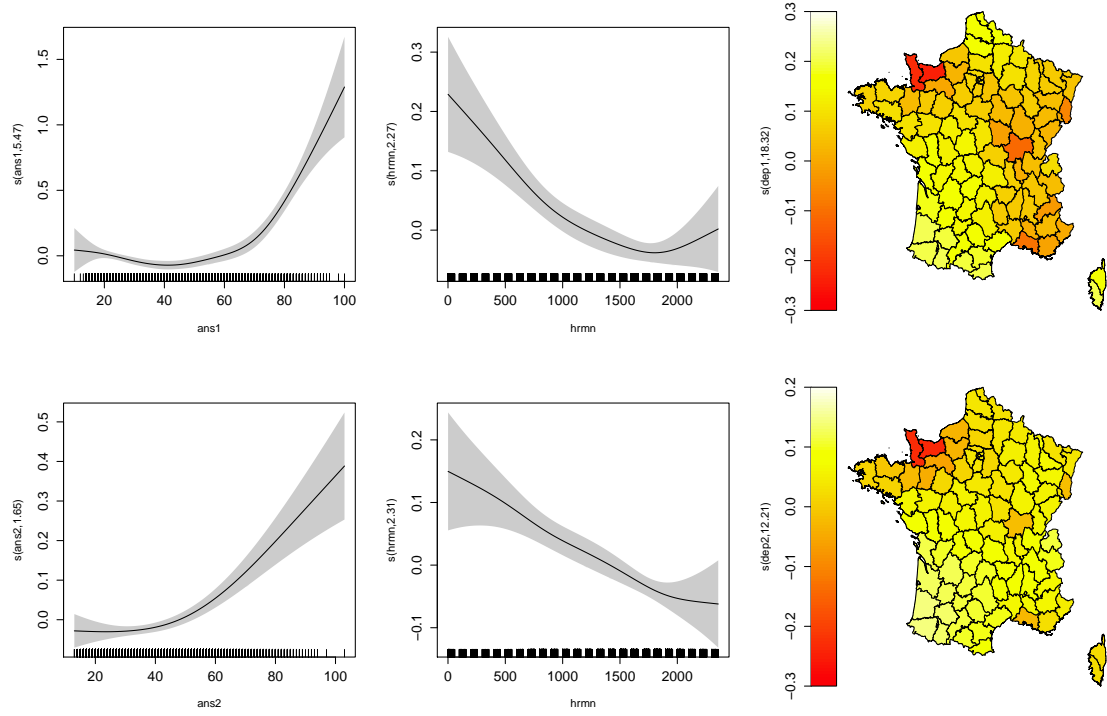 s(ans1,5.47)
0.0 0.5 1.0 1.5
20 40 60 80 100
ans1
s(hrmn,2.27)
0.0 0.1 0.2 0.3
0 500 1000 1500 2000
hrmn
s(dep1,18.32)
−0.3 −0.2 −0.1 0.0 0.1 0.2 0.3
s(ans2,1.65)
0.0 0.1 0.2 0.3 0.4 0.5
20 40 60 80 100
ans2
s(hrmn,2.31)
−0.1 0.0 0.1 0.2
0 500 1000 1500 2000
hrmn
s(dep2,12.21)
−0.3 −0.2 −0.1 0.0 0.1 0.2